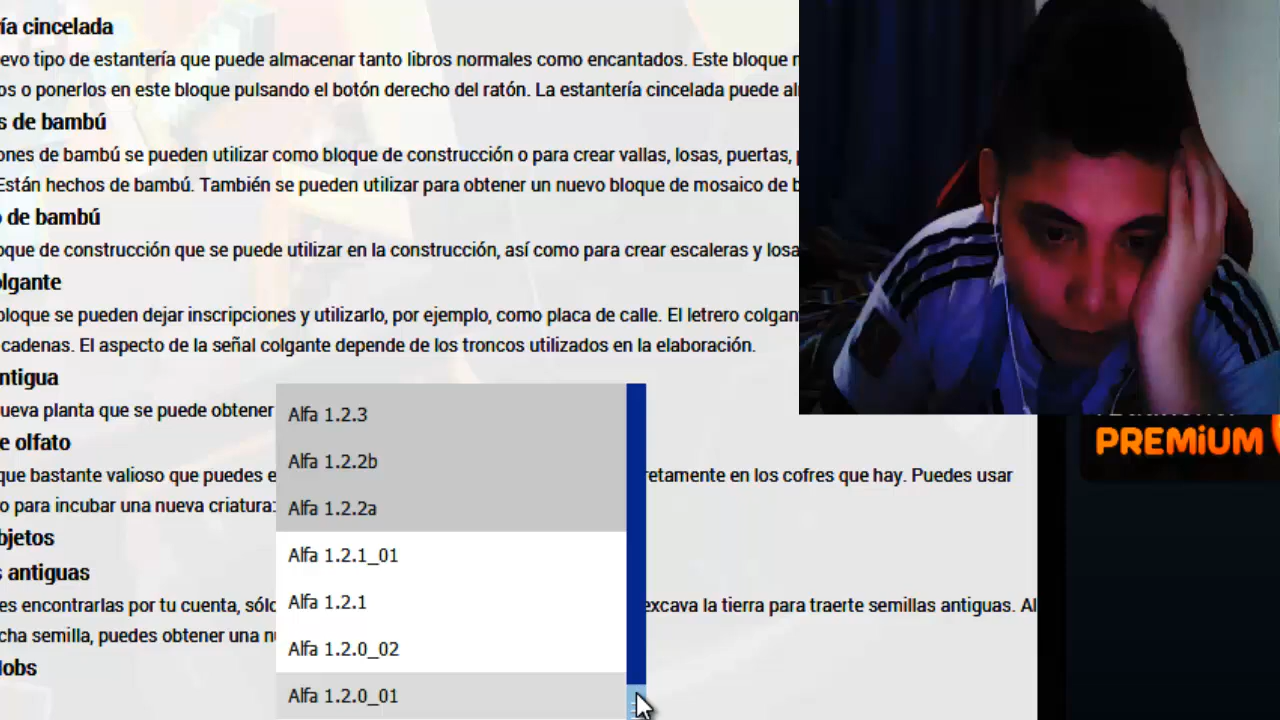 ía cincelada
evo tipo de estantería que puede almacenar tanto libros normales como encantados. Este bloque
os o ponerlos en este bloque pulsando el botón derecho del ratón. La estantería cincelada puede al
s de bambú
ones de bambú se pueden utilizar como bloque de construcción o para crear vallas, losas, puertas,
Están hechos de bambú. También se pueden utilizar para obtener un nuevo bloque de mosaico de b
o de bambú
oque de construcción que se puede utilizar en la construcción, así como para crear escaleras y losa
olgante
bloque se pueden dejar inscripciones y utilizarlo, por ejemplo, como placa de calle. El letrero colgan
cadenas. El aspecto de la señal colgante depende de los troncos utilizados en la elaboración.
ntigua
ueva planta que se puede obtener
e olfato
que bastante valioso que puedes e retamente en los cofres que hay. Puedes usar
o para incubar una nueva criatura:
bjetos
s antiguas
es encontrarlas por tu cuenta, sólo excava la tierra para traerte semillas antiguas. Al
cha semilla, puedes obtener una n
Mobs
Alfa 1.2.3
Alfa 1.2.2b
Alfa 1.2.2a
Alfa 1.2.1_01
Alfa 1.2.1
Alfa 1.2.0_02
Alfa 1.2.0_01
PREMiUM